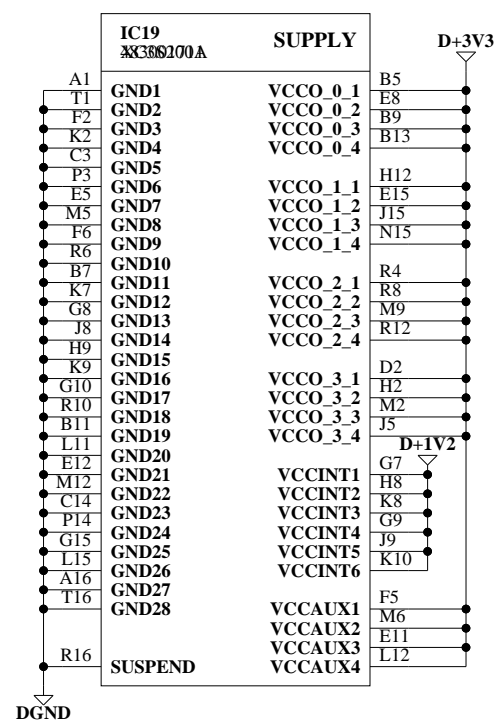 IC19 SUPPLY
D+3V3
A1 GND1 VCCO_0_1 B5
T1 GND2 VCCO_0_2 E8
F2 GND3 VCCO_0_3 B9
K2 GND4 VCCO_0_4 B13
C3 GND5
P3 GND6 VCCO_1_1 H12
E5 GND7 VCCO_1_2 E15
M5 GND8 VCCO_1_3 J15
F6 GND9 VCCO_1_4 N15
R6 GND10
B7 GND11 VCCO_2_1 R4
K7 GND12 VCCO_2_2 R8
G8 GND13 VCCO_2_3 M9
J8 GND14 VCCO_2_4 R12
H9 GND15
K9 GND16 VCCO_3_1 D2
G10 GND17 VCCO_3_2 H2
R10 GND18 VCCO_3_3 M2
B11 GND19 VCCO_3_4 J5
L11 GND20 D+1V2
E12 GND21 VCCINT1 G7
M12 GND22 VCCINT2 H8
C14 GND23 VCCINT3 K8
P14 GND24 VCCINT4 G9
G15 GND25 VCCINT5 J9
L15 GND26 VCCINT6 K10
A16 GND27
T16 GND28 VCCAUX1 F5
VCCAUX2 M6
VCCAUX3 E11
R16 SUSPEND VCCAUX4 L12
DGND